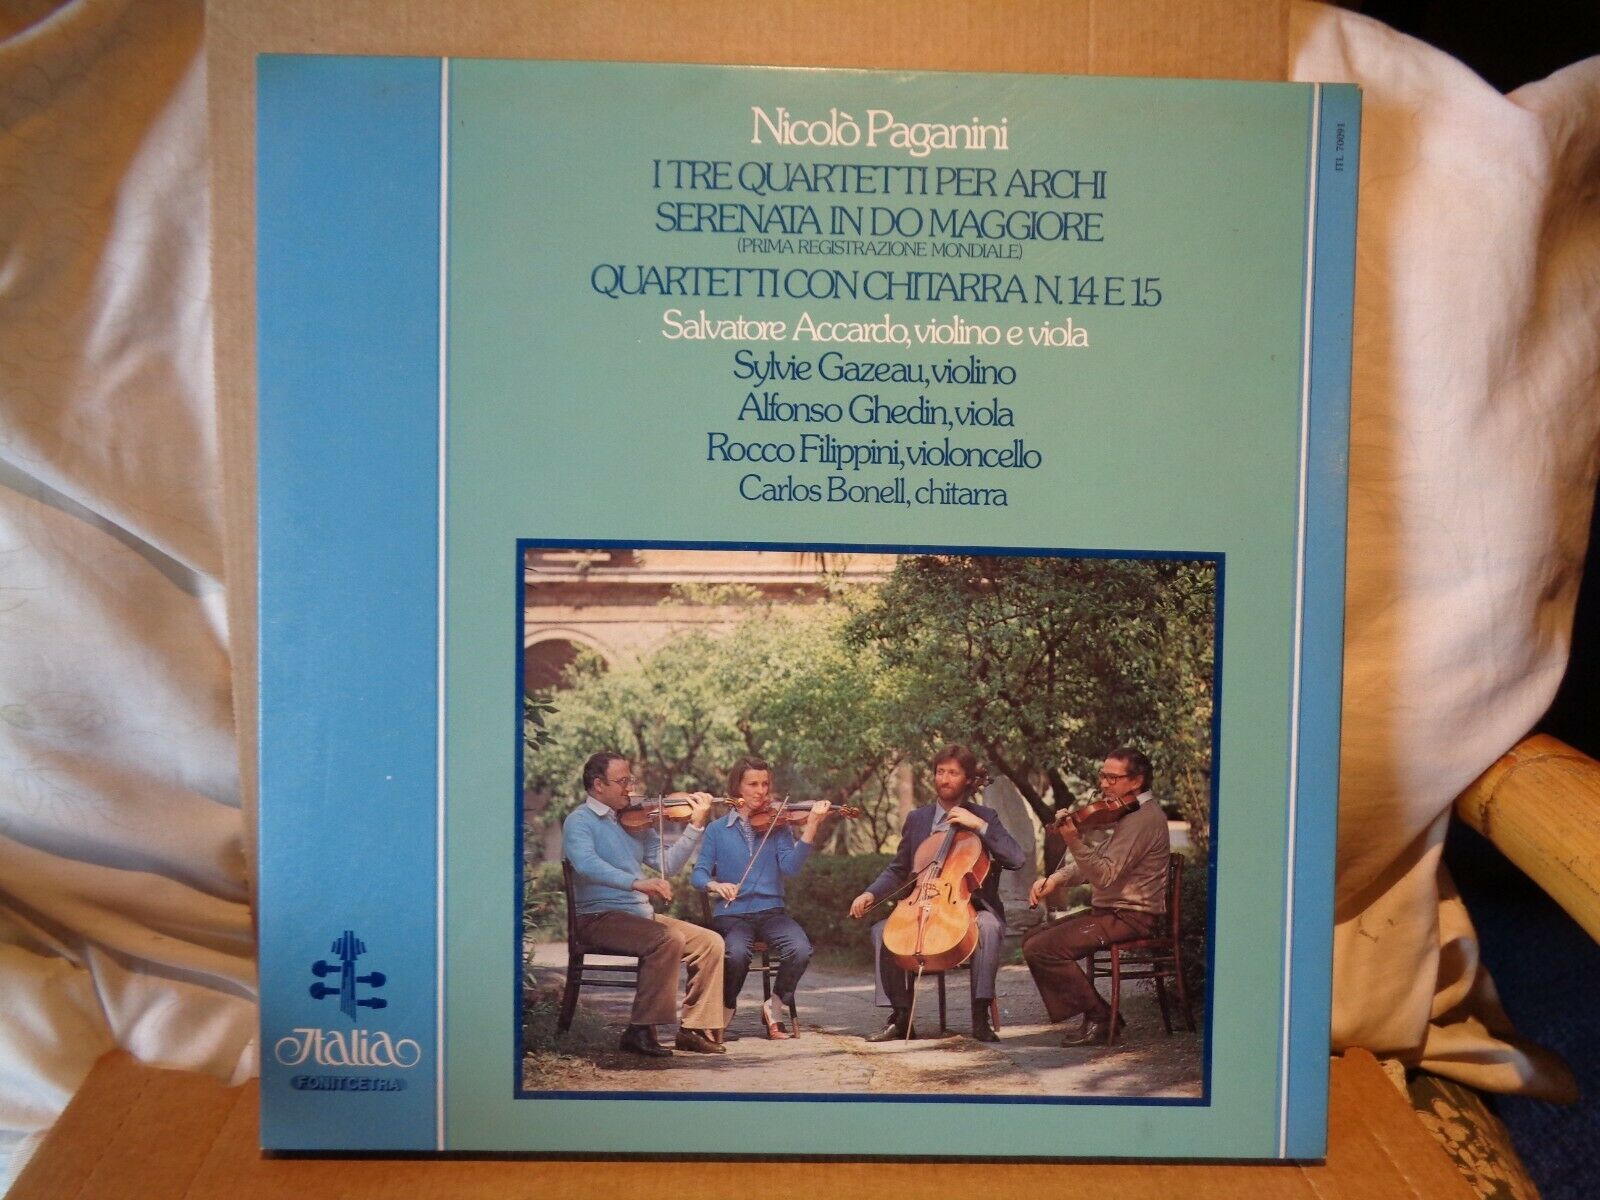 Nicolò Paganini
I TRE QUARTETTI PER ARCHI
SERENATA IN DO MAGGIORE
(PRIMA REGISTRAZIONE MONDIALE)
QUARTETTI CON CHITARRA N. 14 E 15
Salvatore Accardo, violino e viola
Sylvie Gazeau, violino
Alfonso Ghedin, viola
Rocco Filippini, violoncello
Carlos Bonell, chitarra
ITL 70091
Italia
FONIT CETRA